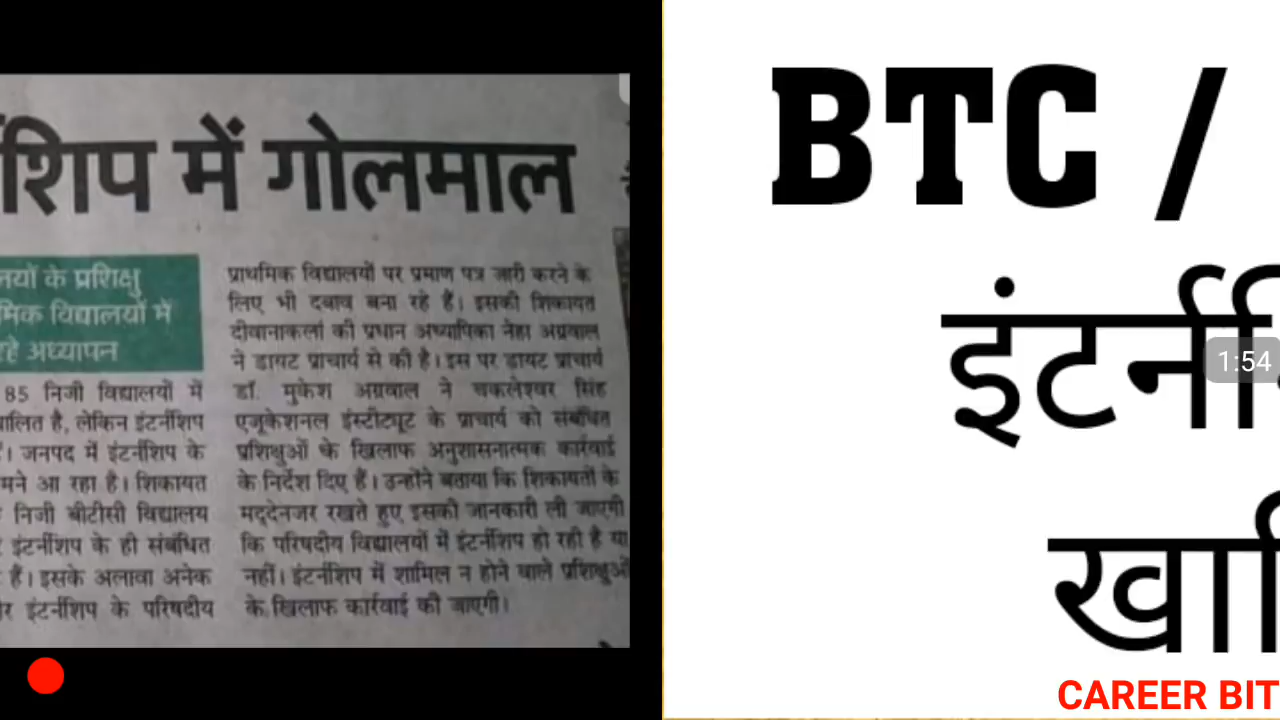 र्नशिप में गोलमाल
लयों के प्रशिक्षु
मिक विद्यालयों में
रहे अध्यापन
85 निजी विद्यालयों में
चालित है, लेकिन इंटर्नशिप
। जनपद में इंटर्नशिप के
मने आ रहा है। शिकायत
निजी बीटीसी विद्यालय
इंटर्नशिप के ही संबंधित
हैं। इसके अलावा अनेक
इंटर्नशिप के परिषदीय
प्राथमिक विद्यालयों पर प्रमाण पत्र जारी करने के
लिए भी दबाव बना रहे हैं। इसकी शिकायत
दीवानाकलां की प्रधान अध्यापिका नेहा अग्रवाल
ने डायट प्राचार्य से की है। इस पर डायट प्राचार्य
डॉ. मुकेश अग्रवाल ने चकलेश्वर सिंह
एजूकेशनल इंस्टीट्यूट के प्राचार्य को संबंधित
प्रशिक्षुओं के खिलाफ अनुशासनात्मक कार्रवाई
के निर्देश दिए हैं। उन्होंने बताया कि शिकायतों के
मद्देनजर रखते हुए इसकी जानकारी ली जाएगी
कि परिषदीय विद्यालयों में इंटर्नशिप हो रही है या
नहीं। इंटर्नशिप में शामिल न होने वाले प्रशिक्षुओं
के खिलाफ कार्रवाई की जाएगी।
BTC /
इंटर्नशि
1:54
खा
CAREER BIT